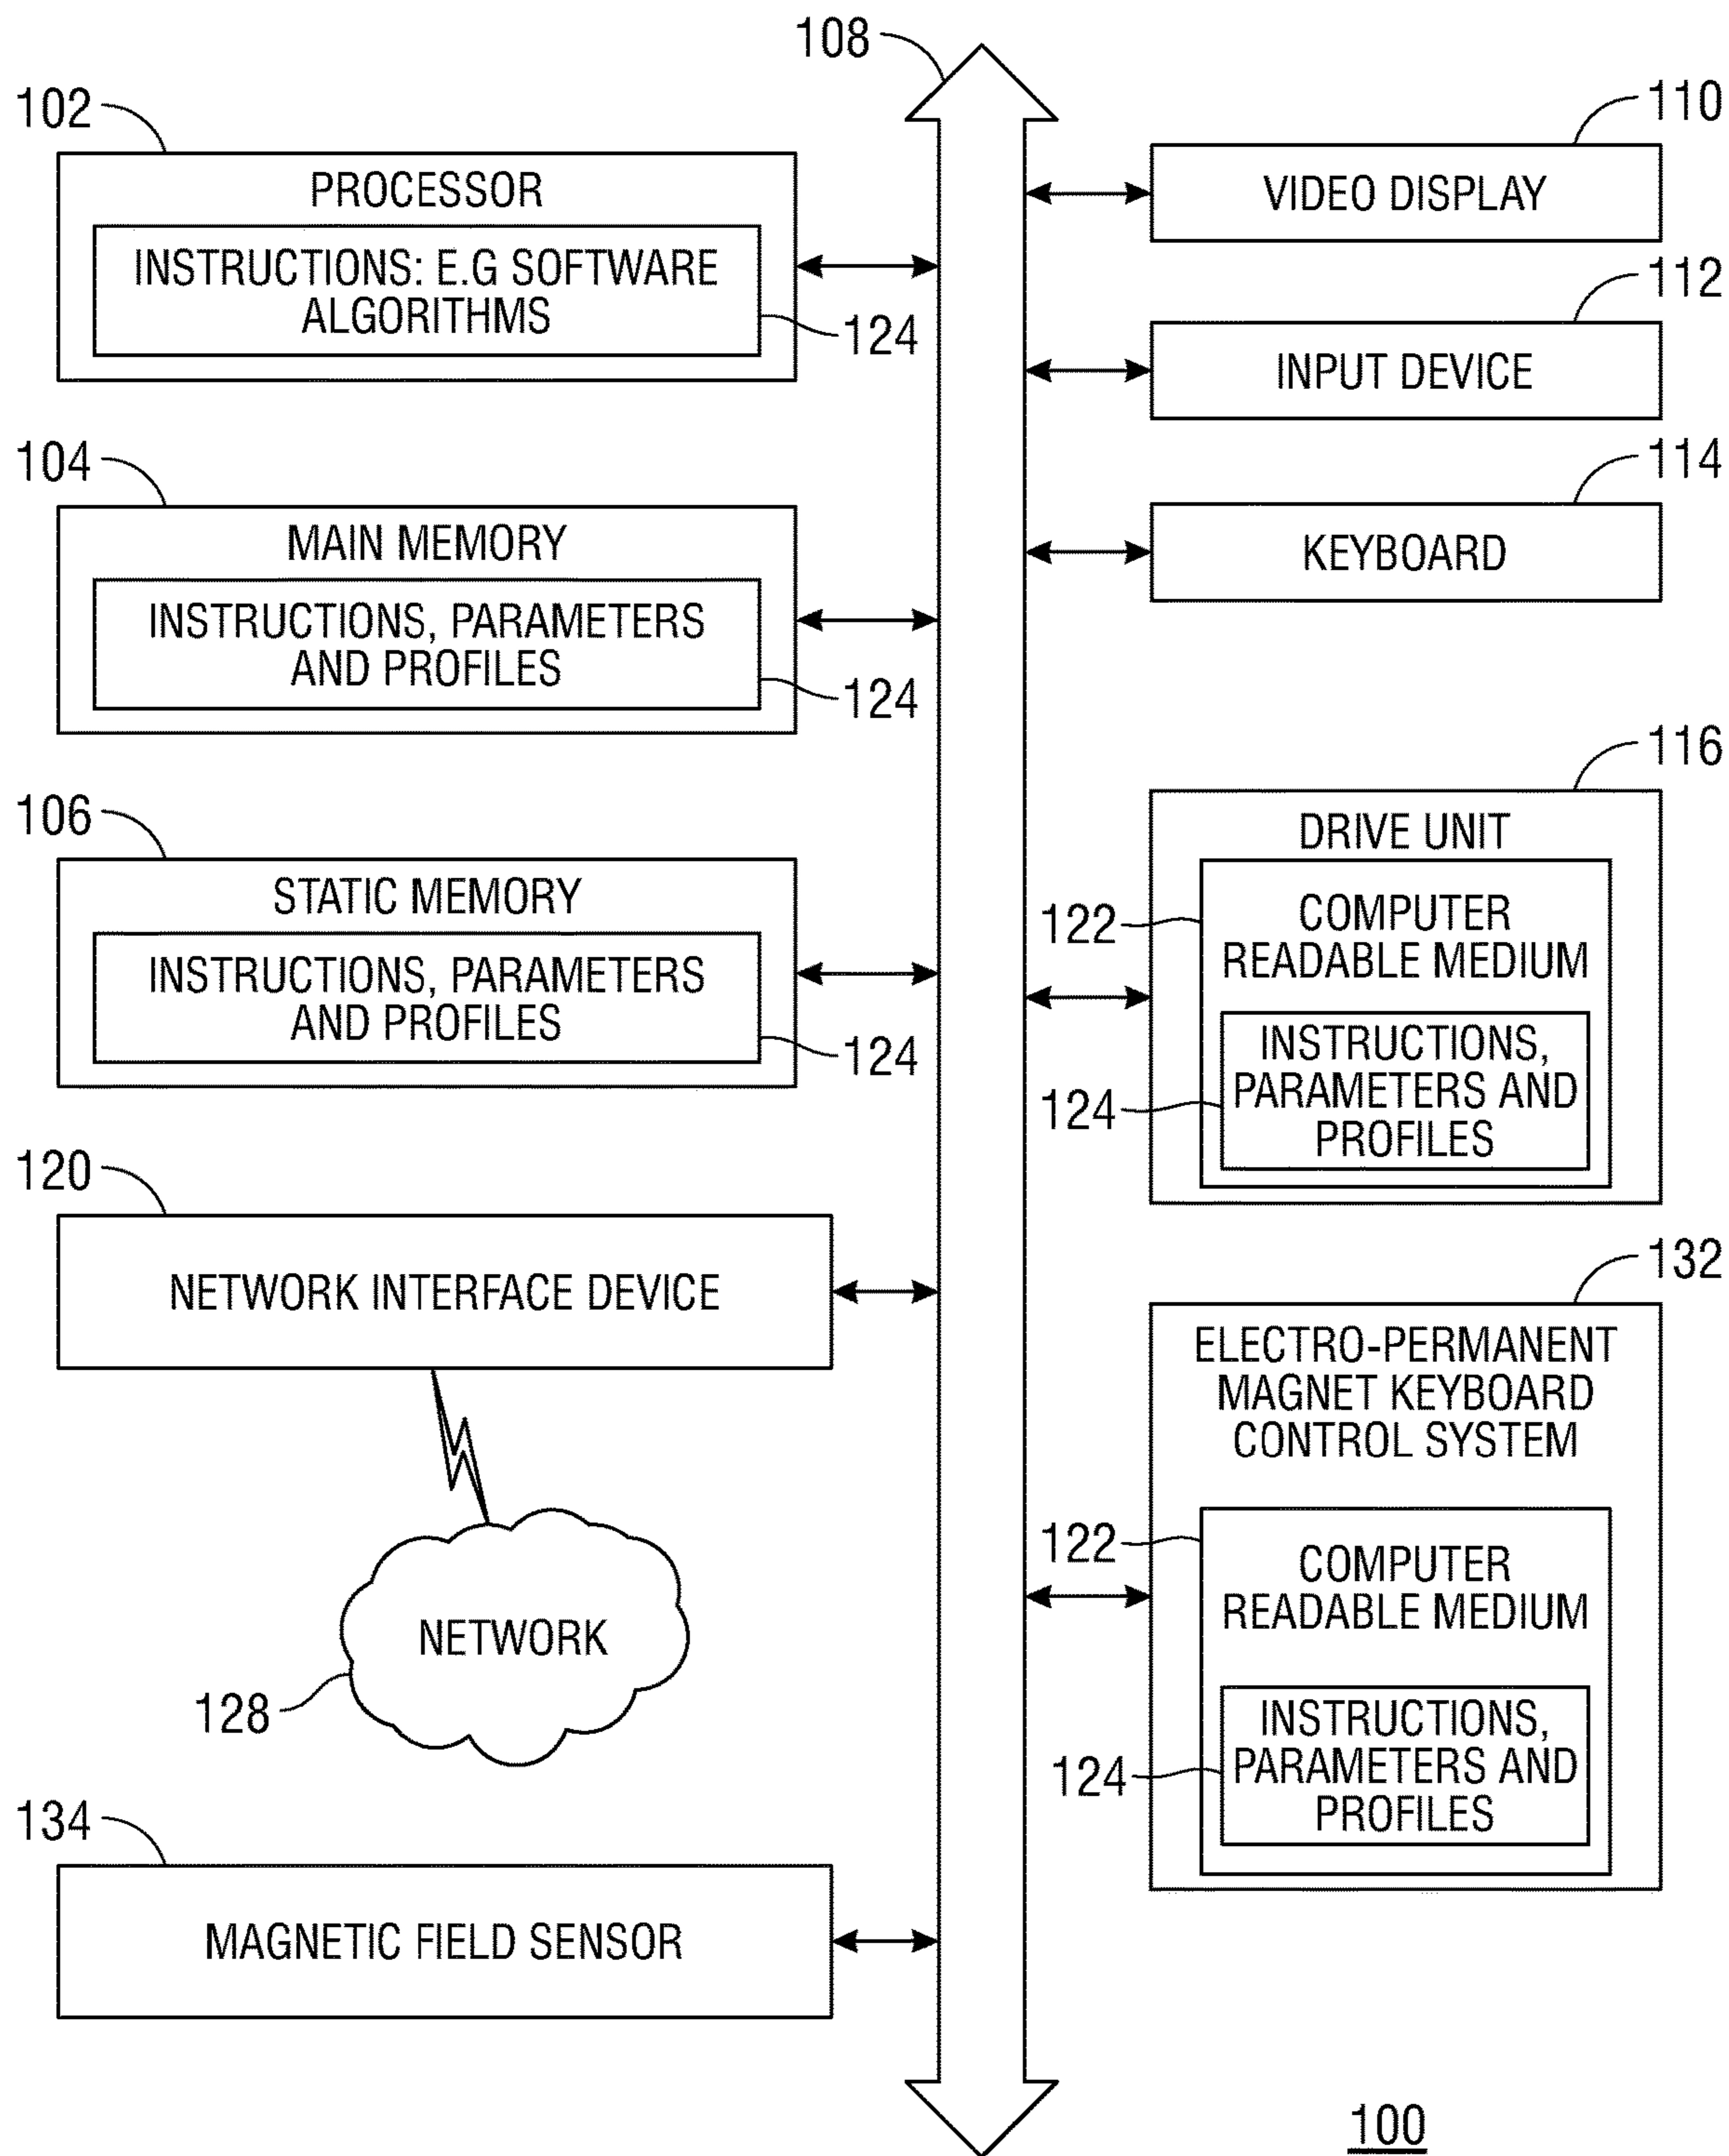 108
102
PROCESSOR
INSTRUCTIONS: E.G SOFTWARE
ALGORITHMS
124
104
MAIN MEMORY
INSTRUCTIONS, PARAMETERS
AND PROFILES
124
106
STATIC MEMORY
INSTRUCTIONS, PARAMETERS
AND PROFILES
124
120
NETWORK INTERFACE DEVICE
NETWORK
128
134
MAGNETIC FIELD SENSOR
110
VIDEO DISPLAY
112
INPUT DEVICE
114
KEYBOARD
116
DRIVE UNIT
122
COMPUTER
READABLE MEDIUM
124
INSTRUCTIONS,
PARAMETERS AND
PROFILES
132
ELECTRO-PERMANENT
MAGNET KEYBOARD
CONTROL SYSTEM
122
COMPUTER
READABLE MEDIUM
124
INSTRUCTIONS,
PARAMETERS AND
PROFILES
100